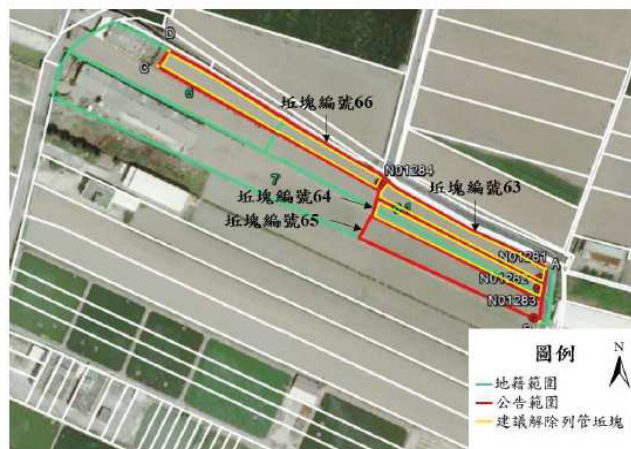 D
C
6
坵塊編號66
N01284
坵塊編號63
坵塊編號64
7
坵塊編號65
N01281
A
N01282
N01283
圖例
N
地籍範圍
公告範圍
建議解除列管坵塊